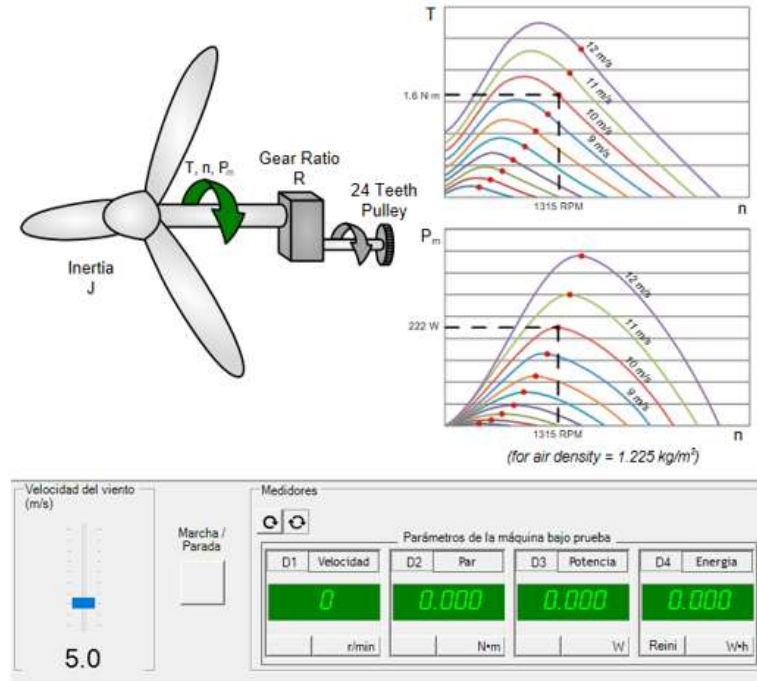 T
12 m/s
11 m/s
1.6 N·m
10 m/s
9 m/s
1315 RPM
n
T, n, Pm
Gear Ratio
R
24 Teeth
Pulley
Inertia
J
Pm
12 m/s
222 W
11 m/s
10 m/s
9 m/s
1315 RPM
n
(for air density = 1.225 kg/m³)
Velocidad del viento
(m/s)
5.0
Marcha /
Parada
Medidores
Parámetros de la máquina bajo prueba
D1 Velocidad
0
r/min
D2 Par
0.000
N•m
D3 Potencia
0.000
W
D4 Energia
0.000
Reini W•h